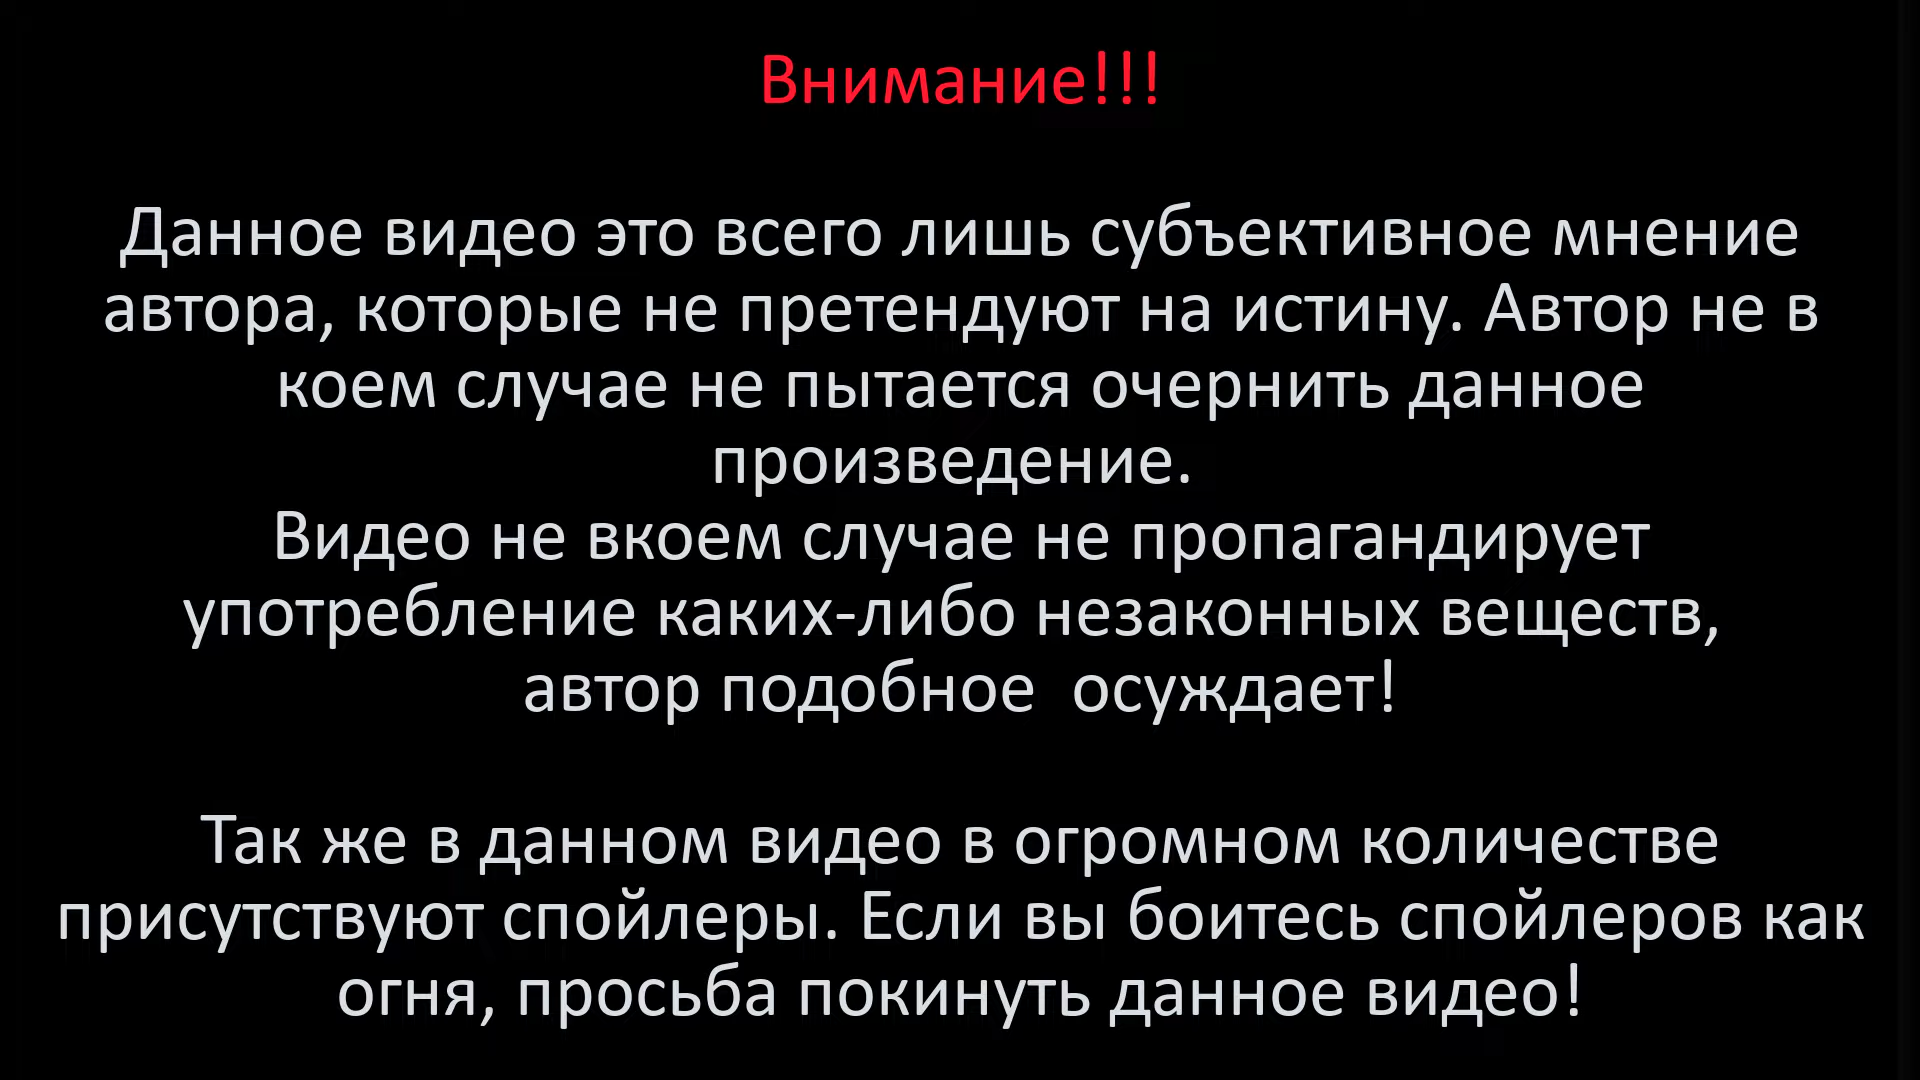 Внимание!!!
Данное видео это всего лишь субъективное мнение
автора, которые не претендуют на истину. Автор не в
коем случае не пытается очернить данное
произведение.
Видео не вкоем случае не пропагандирует
употребление каких-либо незаконных веществ,
автор подобное  осуждает!
Так же в данном видео в огромном количестве
присутствуют спойлеры. Если вы боитесь спойлеров как
огня, просьба покинуть данное видео!